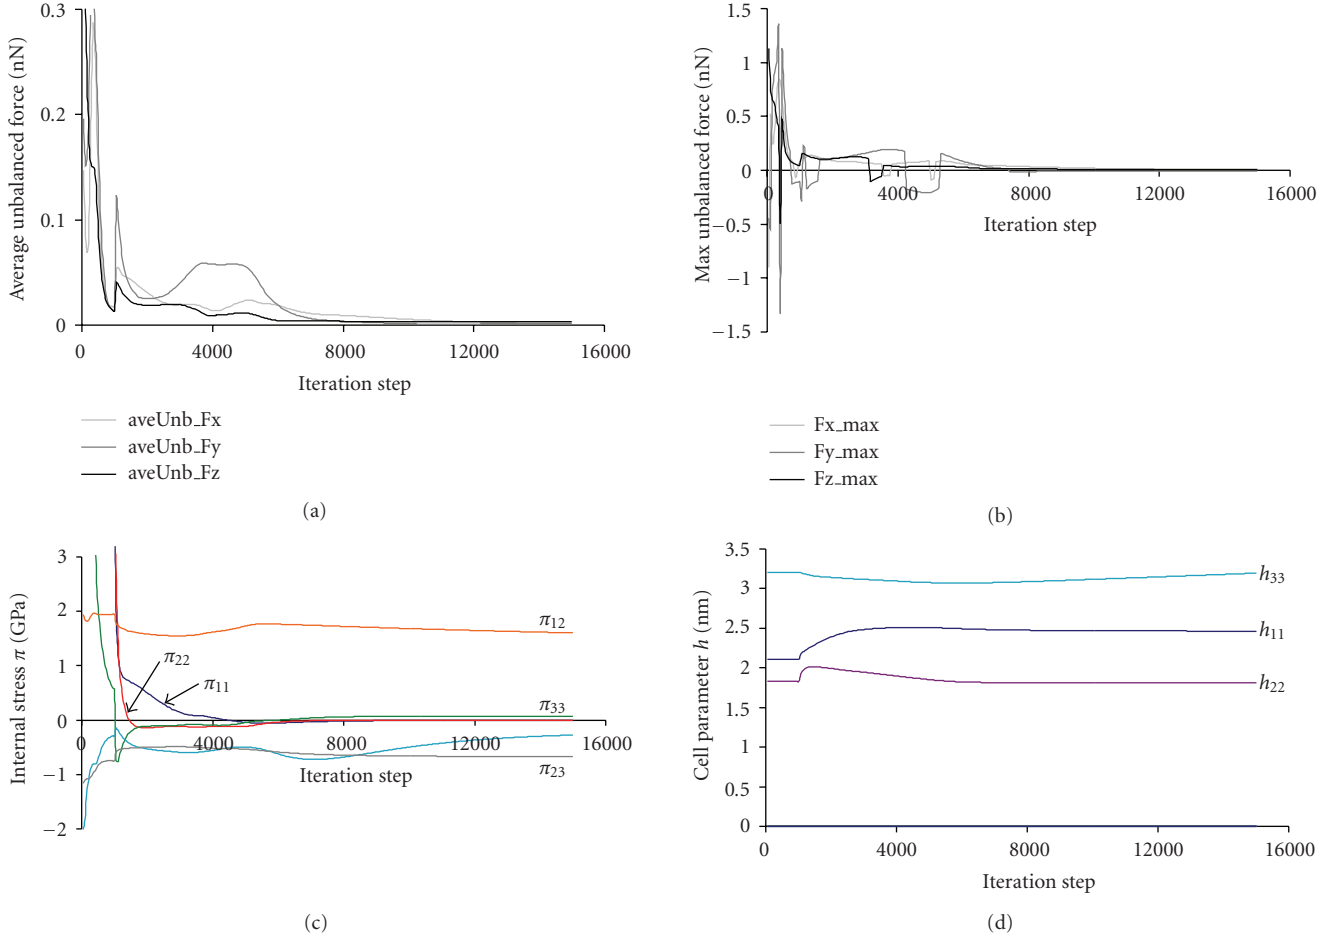 0.3
0.2
0.1
0
Average unbalanced force (nN)
0
4000
8000
12000
16000
Iteration step
aveUnb_Fx
aveUnb_Fy
aveUnb_Fz
(a)
1.5
1
0.5
0
−0.5
−1
−1.5
Max unbalanced force (nN)
0
4000
8000
12000
16000
Iteration step
Fx_max
Fy_max
Fz_max
(b)
3
2
1
0
−1
−2
Internal stress π (GPa)
π12
π22
π11
π33
π23
0
4000
8000
12000
16000
Iteration step
(c)
3.5
3
2.5
2
1.5
1
0.5
0
Cell parameter h (nm)
h33
h11
h22
0
4000
8000
12000
16000
Iteration step
(d)